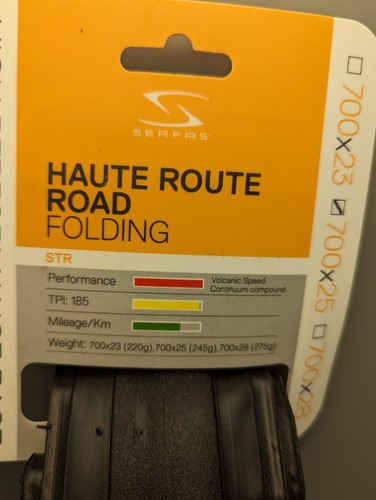 SERFAS
HAUTE ROUTE
ROAD
FOLDING
STR
Performance
Volcanic Speed
Continuum compound
TPI: 185
Mileage/Km
Weight: 700x23 (220g),700x25 (245g),700x28 (275g)
700x23
700x25
700x28